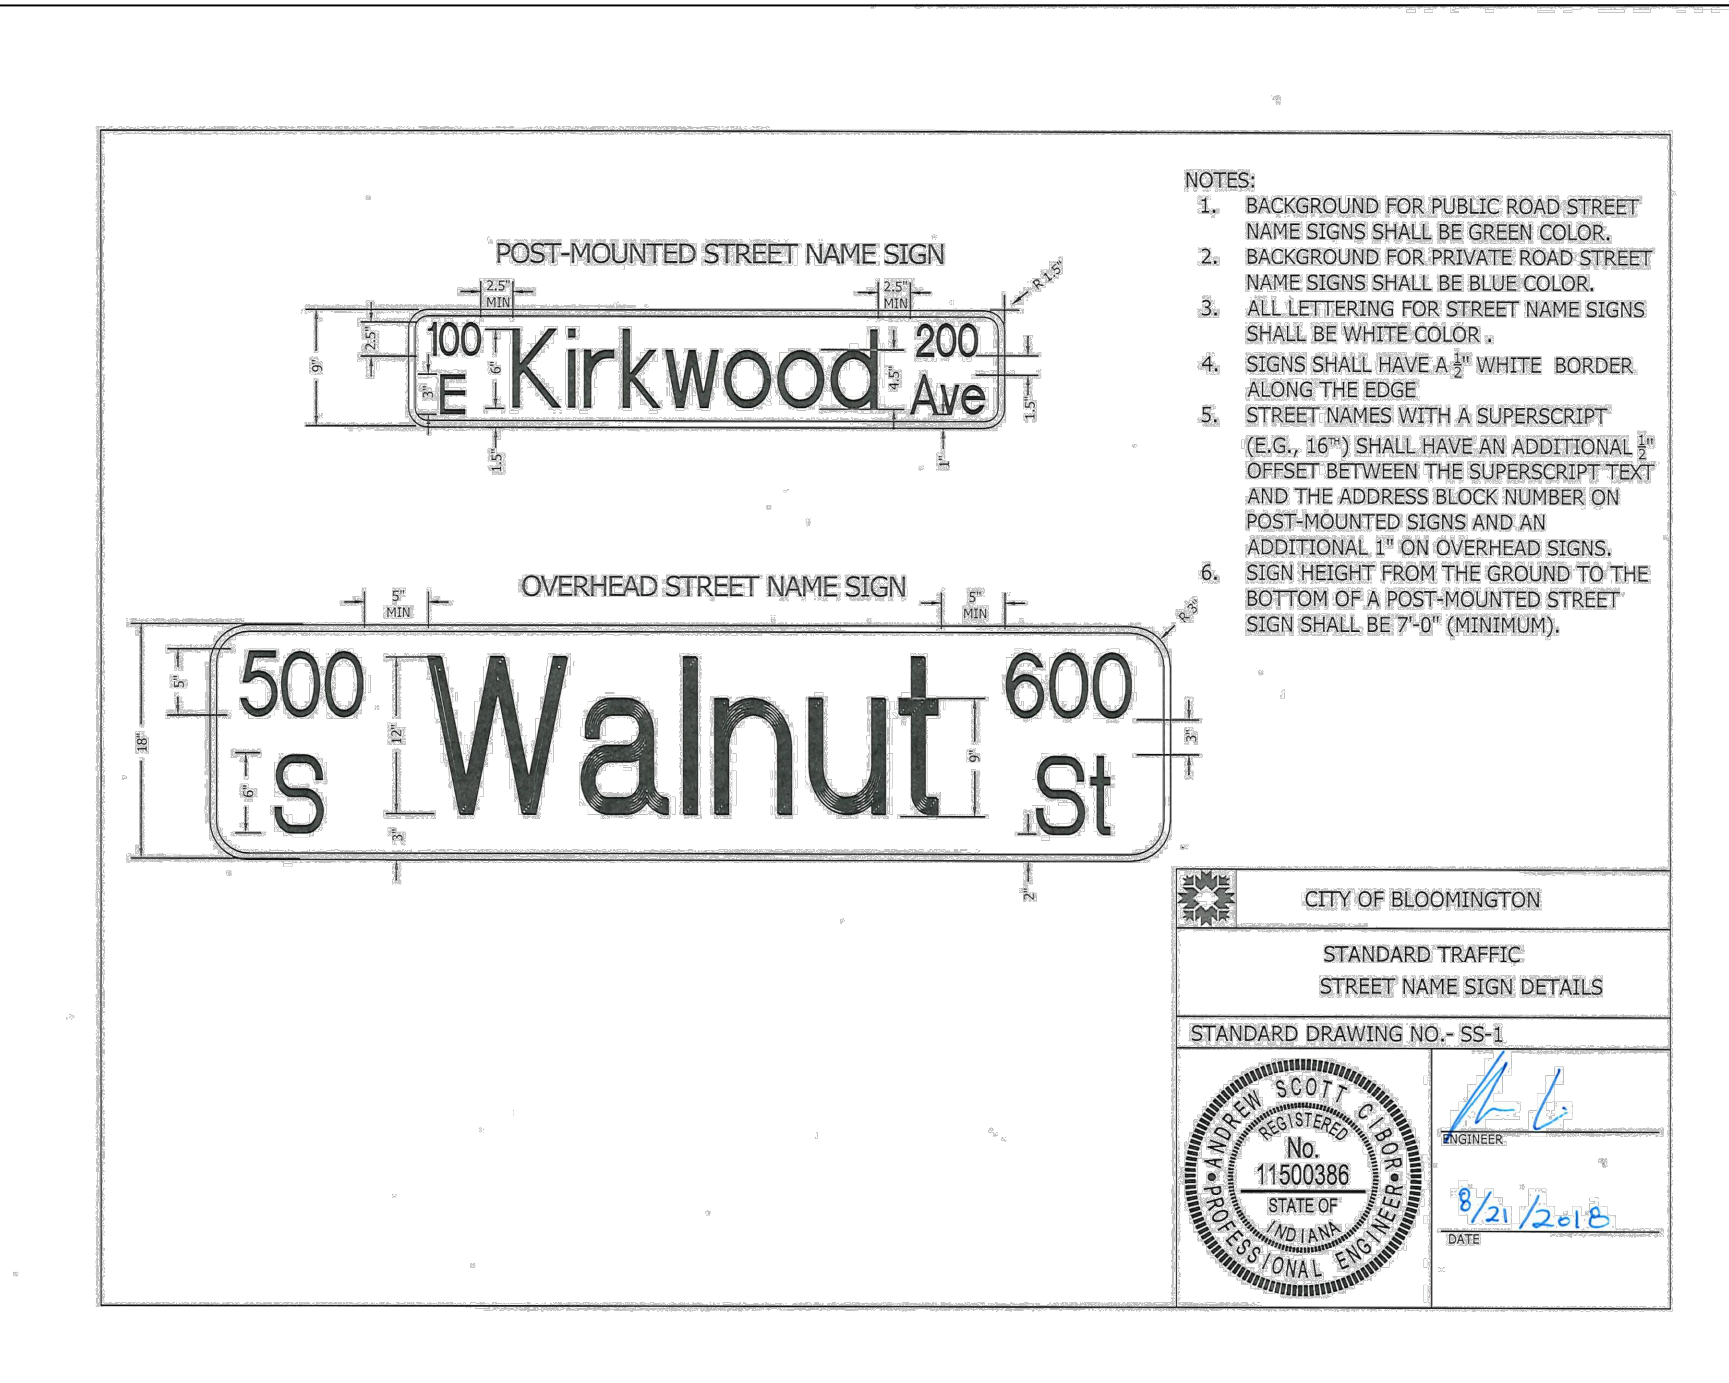 POST-MOUNTED STREET NAME SIGN
2.5"
MIN
2.5"
MIN
R 1.5"
9"
2.5"
100
E
3"
6"
Kirkwood
4.5"
200
Ave
1.5"
1.5"
1"
OVERHEAD STREET NAME SIGN
5"
MIN
5"
MIN
R 3"
18"
5"
500
S
6"
12"
3"
Walnut
9"
600
St
3"
2"
NOTES:
1. BACKGROUND FOR PUBLIC ROAD STREET
NAME SIGNS SHALL BE GREEN COLOR.
2. BACKGROUND FOR PRIVATE ROAD STREET
NAME SIGNS SHALL BE BLUE COLOR.
3. ALL LETTERING FOR STREET NAME SIGNS
SHALL BE WHITE COLOR .
4. SIGNS SHALL HAVE A ½" WHITE BORDER
ALONG THE EDGE
5. STREET NAMES WITH A SUPERSCRIPT
(E.G., 16ᵀᴴ) SHALL HAVE AN ADDITIONAL ½"
OFFSET BETWEEN THE SUPERSCRIPT TEXT
AND THE ADDRESS BLOCK NUMBER ON
POST-MOUNTED SIGNS AND AN
ADDITIONAL 1" ON OVERHEAD SIGNS.
6. SIGN HEIGHT FROM THE GROUND TO THE
BOTTOM OF A POST-MOUNTED STREET
SIGN SHALL BE 7'-0" (MINIMUM).
CITY OF BLOOMINGTON
STANDARD TRAFFIC
STREET NAME SIGN DETAILS
STANDARD DRAWING NO.- SS-1
ANDREW SCOTT CIBOR
REGISTERED
No.
11500386
STATE OF
INDIANA
PROFESSIONAL ENGINEER
ENGINEER
8/21/2018
DATE